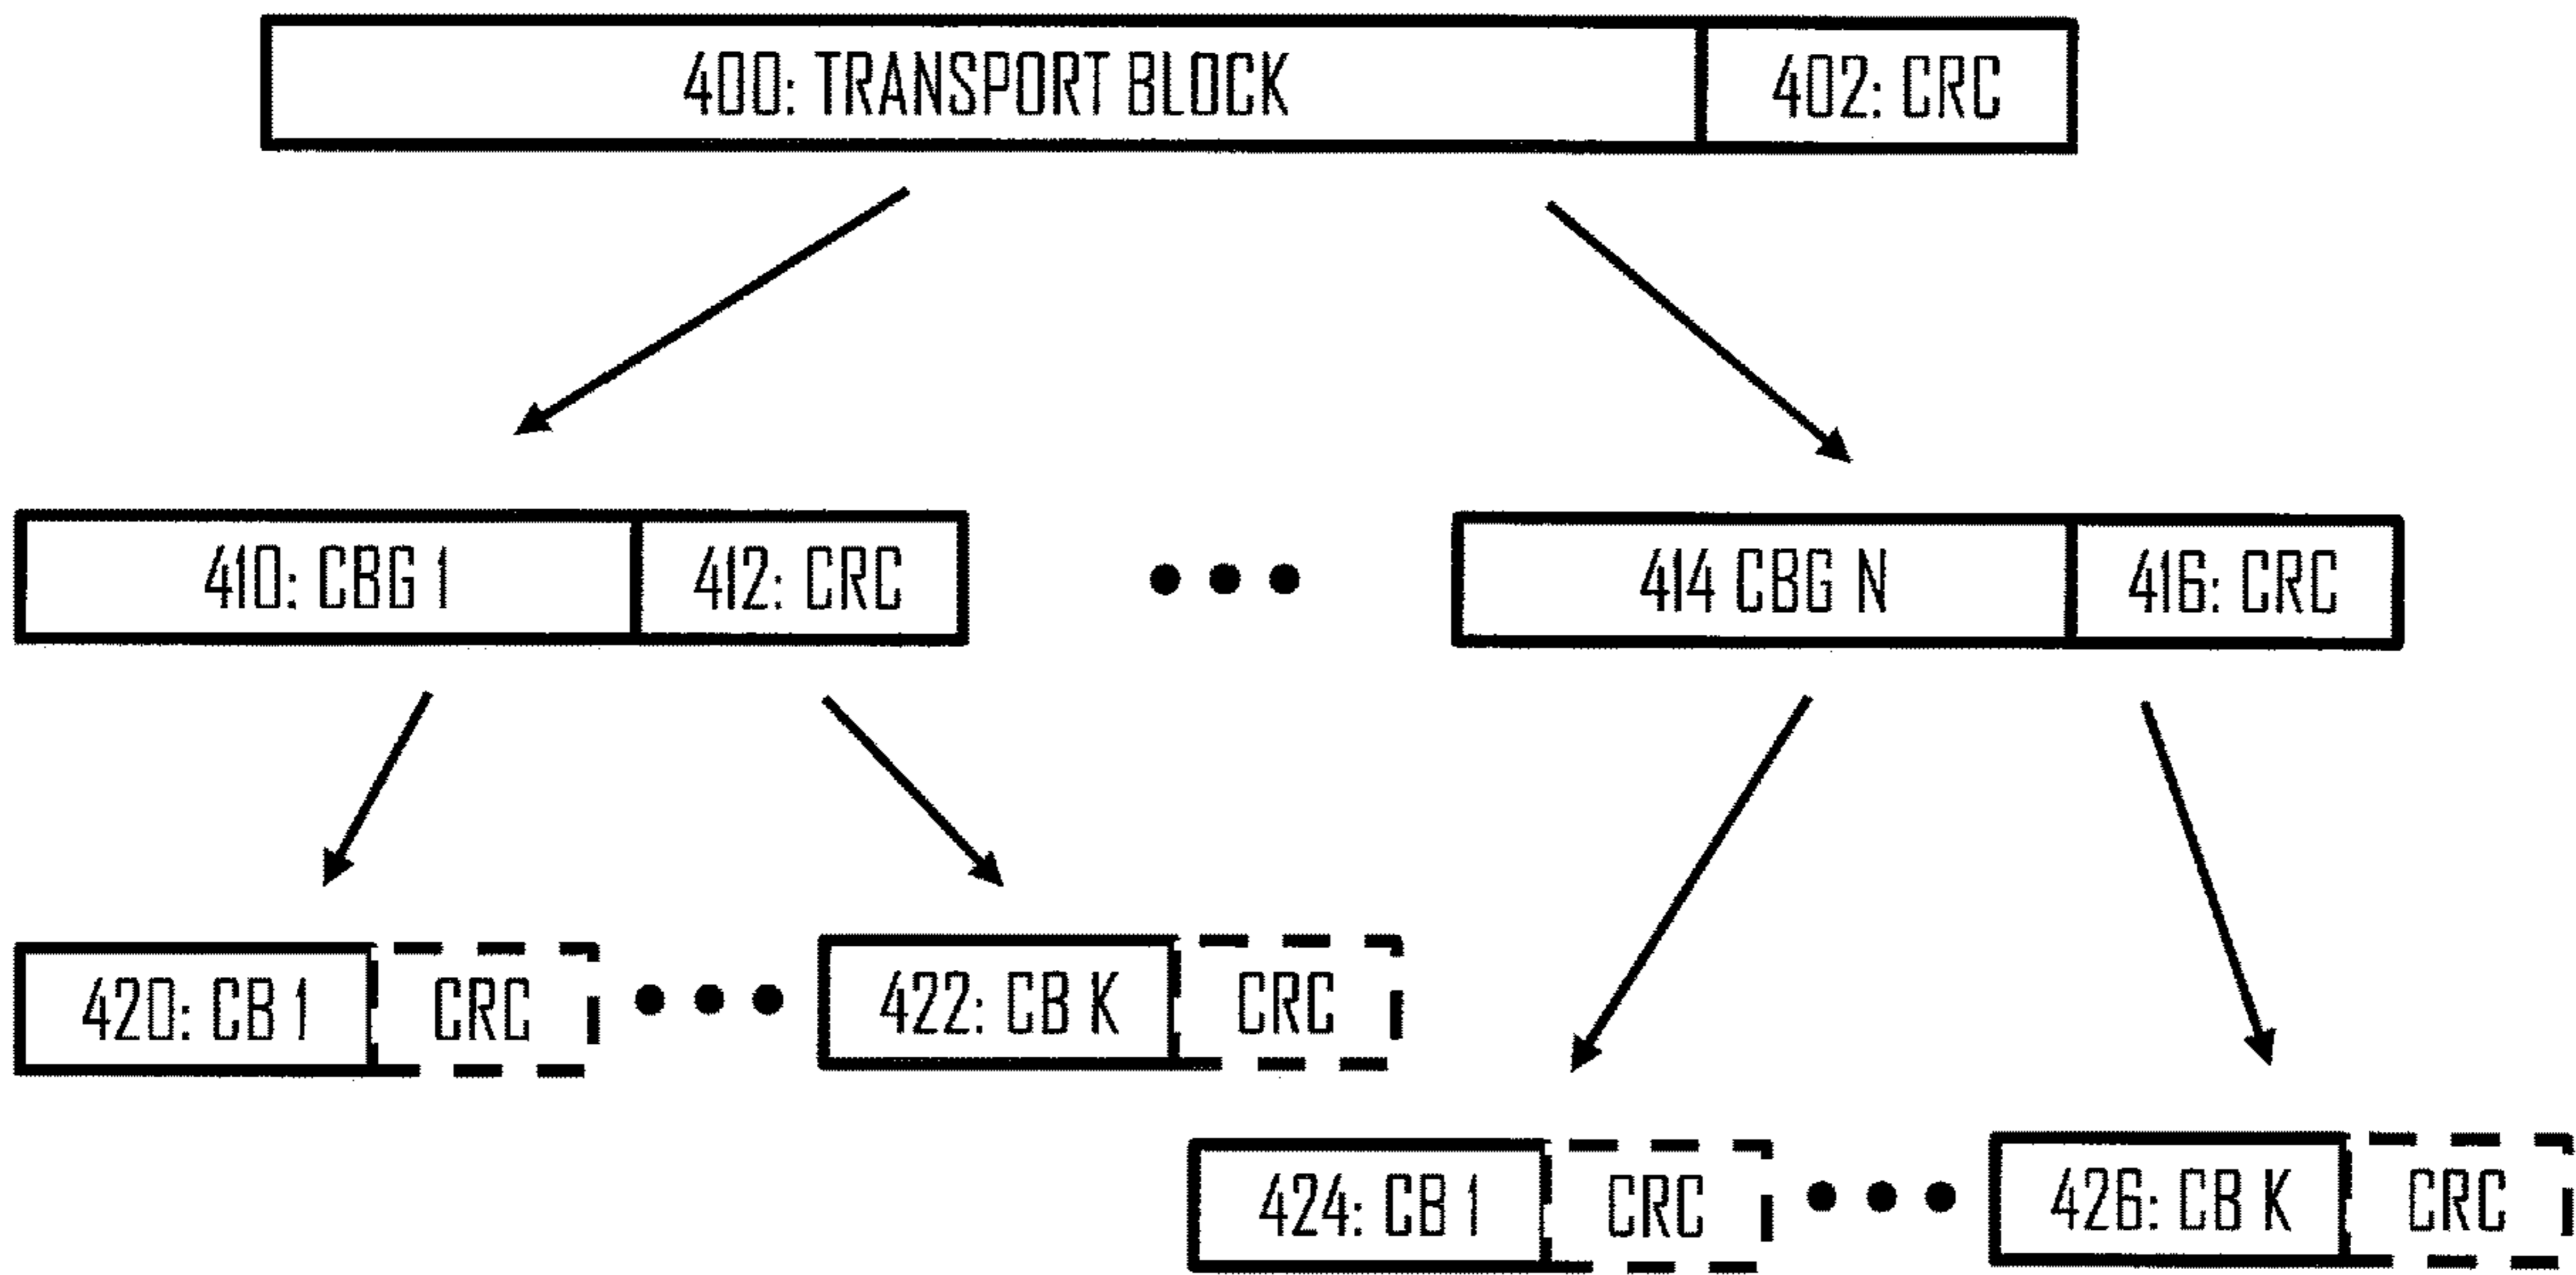 400: TRANSPORT BLOCK 402: CRC
410: CBG 1 412: CRC 414 CBG N 416: CRC
420: CB 1 CRC 422: CB K CRC
424: CB 1 CRC 426: CB K CRC